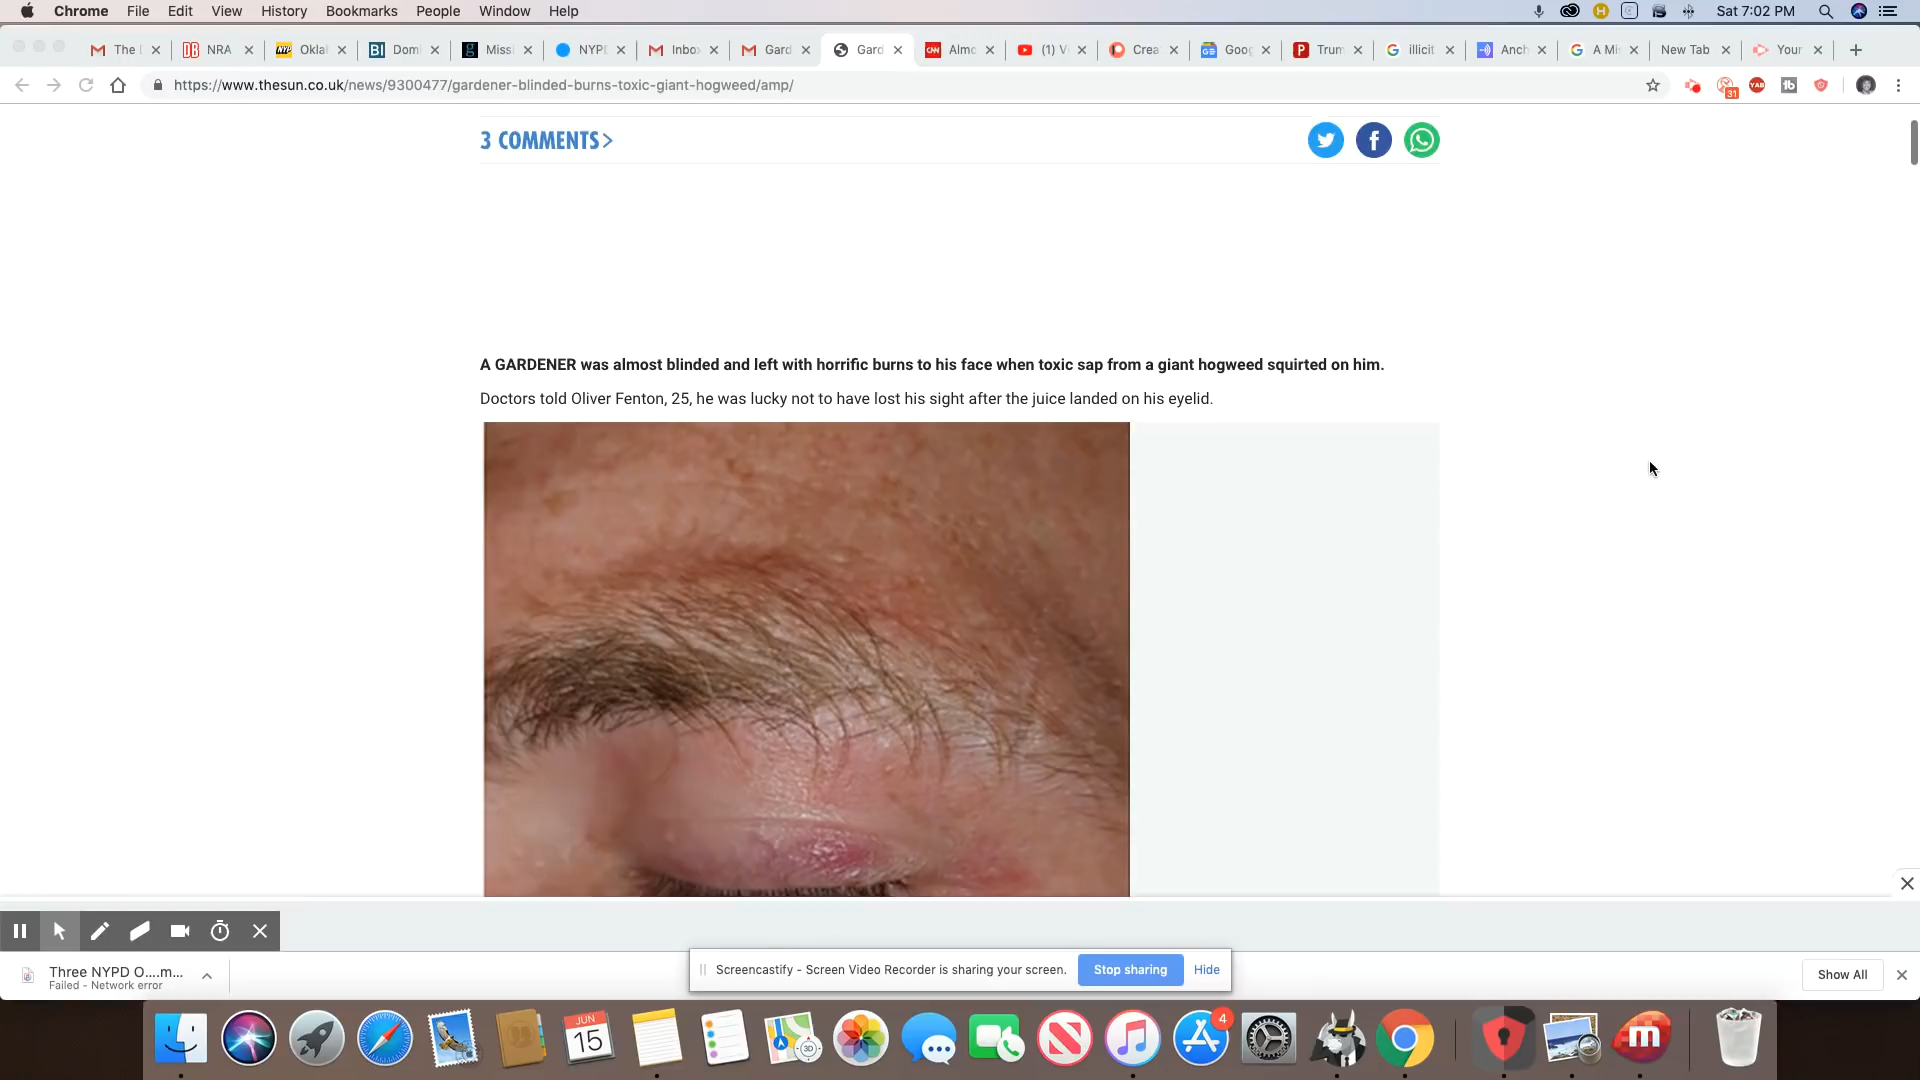 Chrome File Edit View History Bookmarks People Window Help Sat 7:02 PM
The NRA Okla Domi Missi NYPD Inbox Gard Gard Almo (1) V Crea Goog Trum illicit Anch A Mis New Tab Your
https://www.thesun.co.uk/news/9300477/gardener-blinded-burns-toxic-giant-hogweed/amp/
31
3 COMMENTS>
A GARDENER was almost blinded and left with horrific burns to his face when toxic sap from a giant hogweed squirted on him.
Doctors told Oliver Fenton, 25, he was lucky not to have lost his sight after the juice landed on his eyelid.
Three NYPD O....m...
Failed - Network error
Screencastify - Screen Video Recorder is sharing your screen. Stop sharing Hide
Show All
JUN
15
3D
4